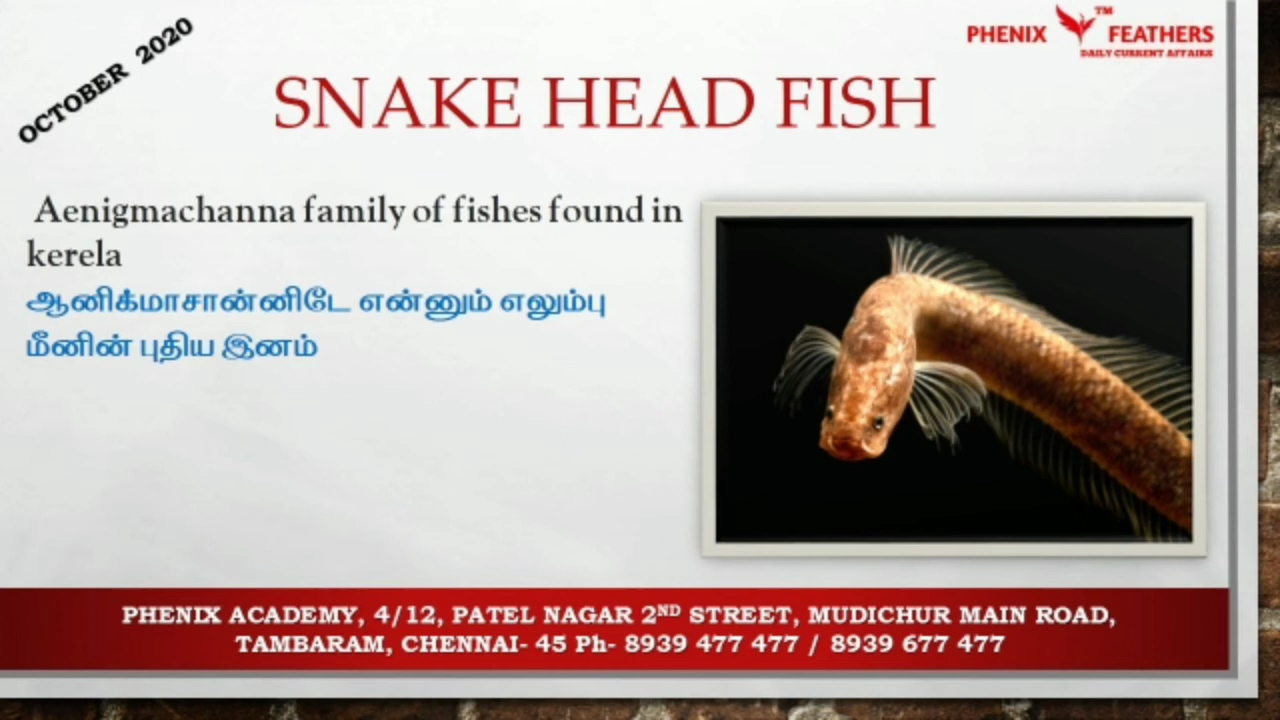 OCTOBER 2020
PHENIX FEATHERS TM
DAILY CURRENT AFFAIRS
SNAKE HEAD FISH
Aenigmachanna family of fishes found in
kerela
ஆனிக்மாசான்னிடே என்னும் எலும்பு
மீனின் புதிய இனம்
PHENIX ACADEMY, 4/12, PATEL NAGAR 2ND STREET, MUDICHUR MAIN ROAD,
TAMBARAM, CHENNAI- 45 Ph- 8939 477 477 / 8939 677 477